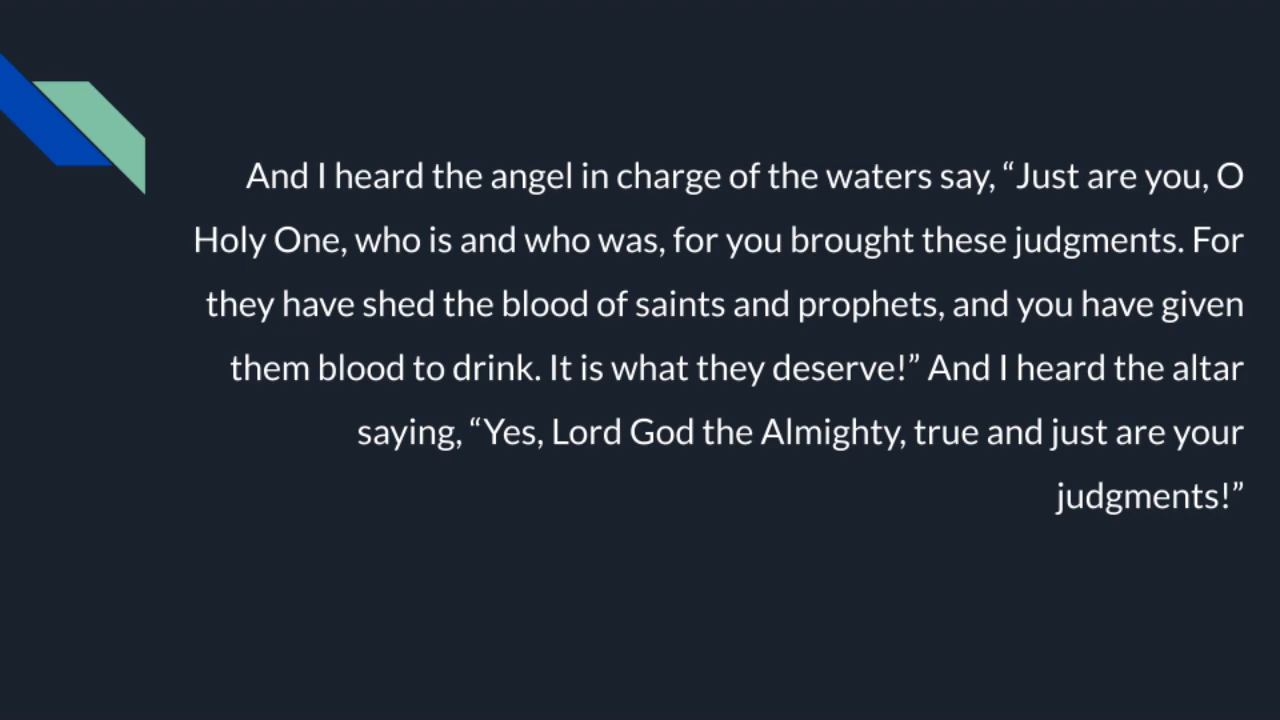 And I heard the angel in charge of the waters say, “Just are you, O
Holy One, who is and who was, for you brought these judgments. For
they have shed the blood of saints and prophets, and you have given
them blood to drink. It is what they deserve!” And I heard the altar
saying, “Yes, Lord God the Almighty, true and just are your
judgments!”